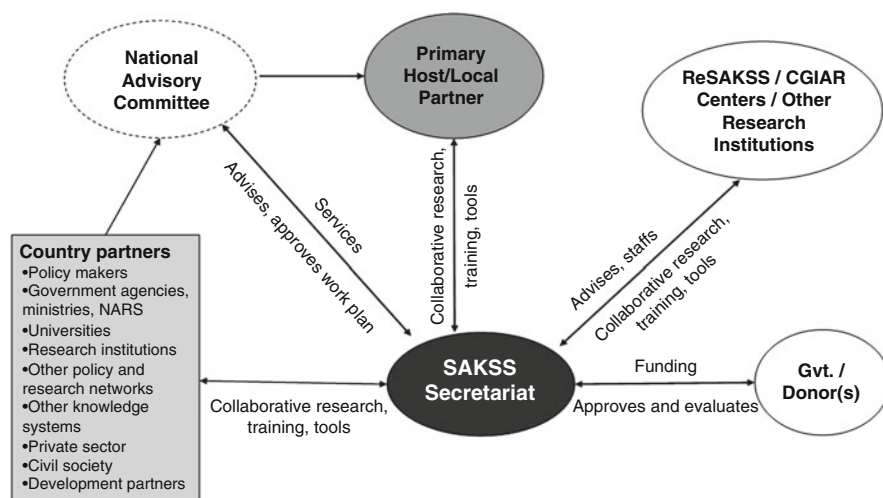 National
Advisory
Committee
Primary
Host/Local
Partner
ReSAKSS / CGIAR
Centers / Other
Research
Institutions
Services
Advises, approves work plan
Collaborative research,
training, tools
Advises, staffs
Collaborative research,
training, tools
Country partners
•Policy makers
•Government agencies,
ministries, NARS
•Universities
•Research institutions
•Other policy and
research networks
•Other knowledge
systems
•Private sector
•Civil society
•Development partners
SAKSS
Secretariat
Collaborative research,
training, tools
Funding
Approves and evaluates
Gvt. /
Donor(s)